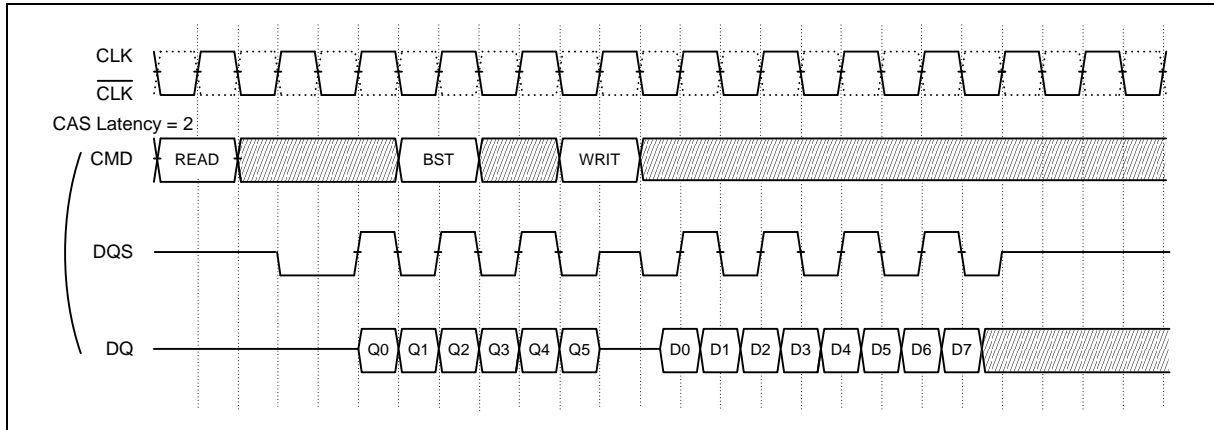 CLK
CLK
CAS Latency = 2
CMD READ BST WRIT
DQS
DQ Q0 Q1 Q2 Q3 Q4 Q5 D0 D1 D2 D3 D4 D5 D6 D7